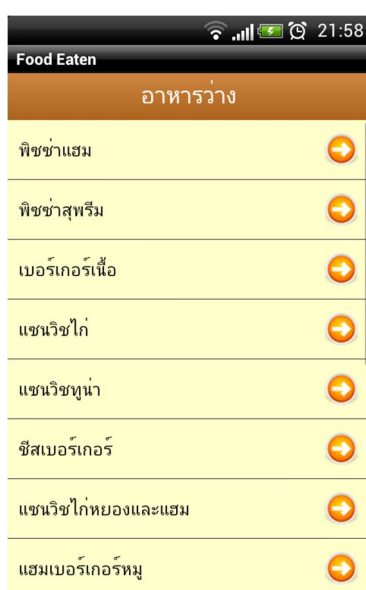 21:58
Food Eaten
อาหารว่าง
พิซซ่าแฮม
พิซซ่าสุพรีม
เบอร์เกอร์เนื้อ
แซนวิชไก่
แซนวิชทูน่า
ชีสเบอร์เกอร์
แซนวิชไก่หยองและแฮม
แฮมเบอร์เกอร์หมู